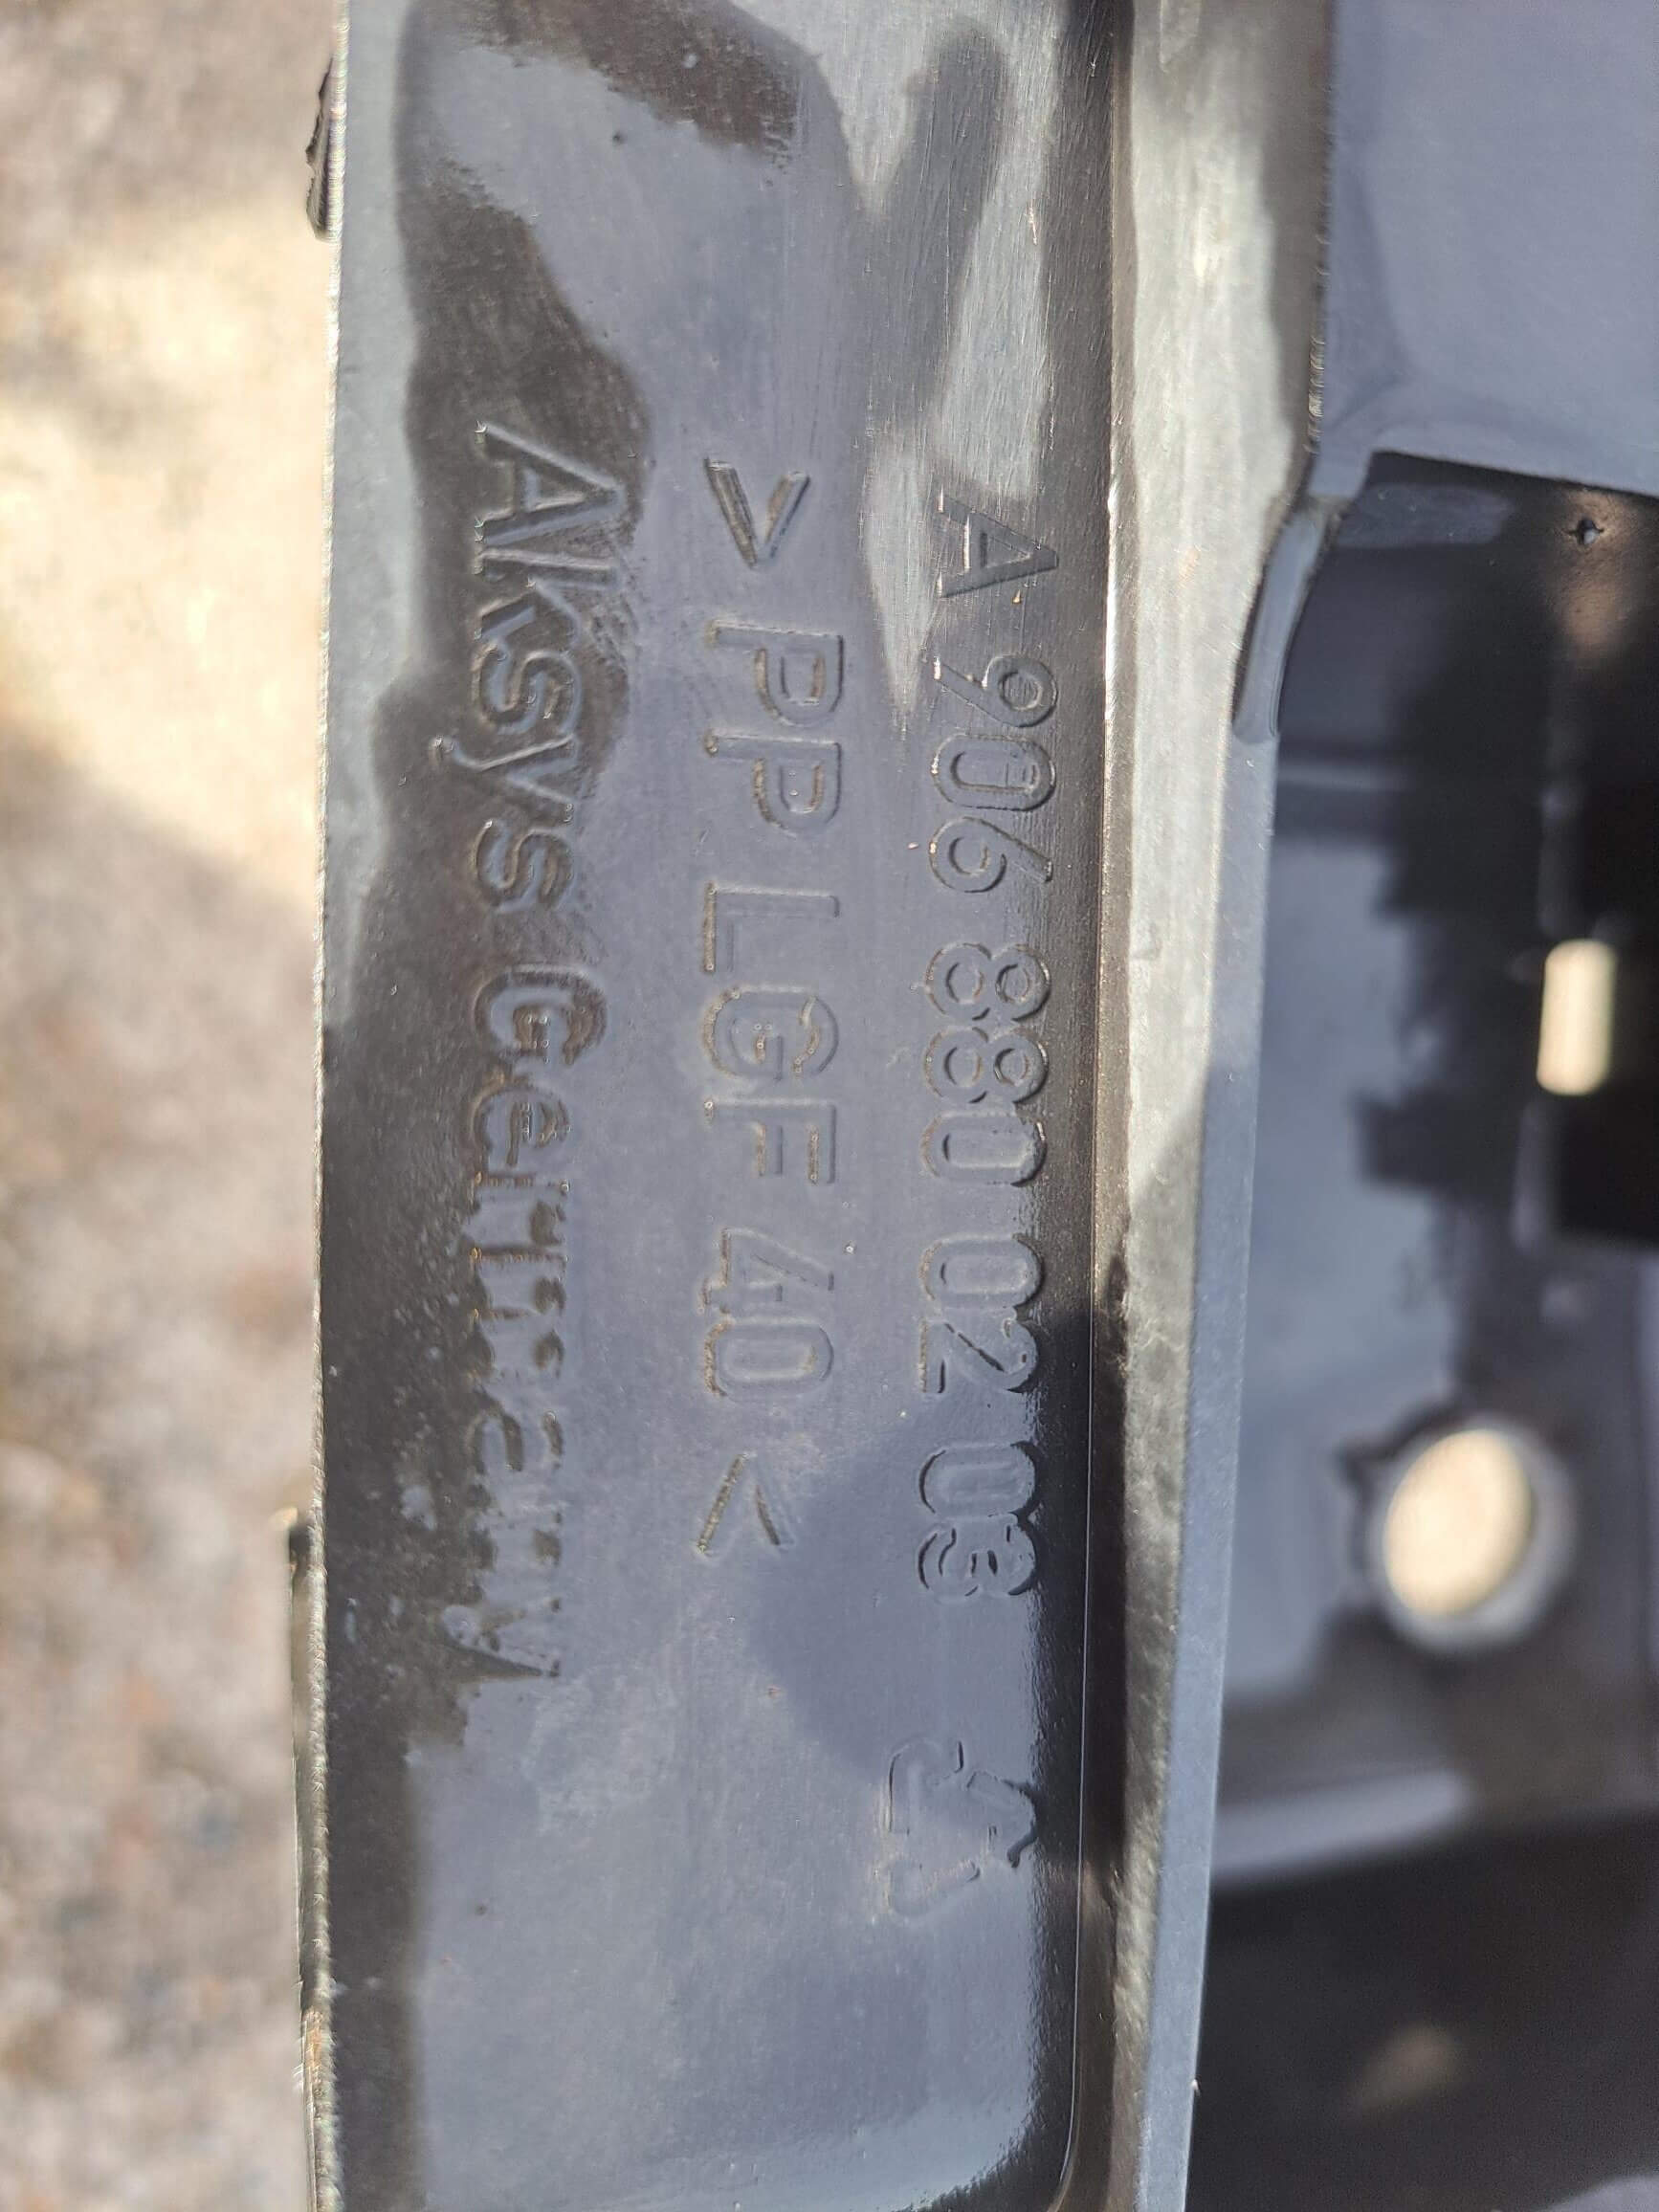 A 906 880 02 03
>PP LGF 40<
Aksys Germany